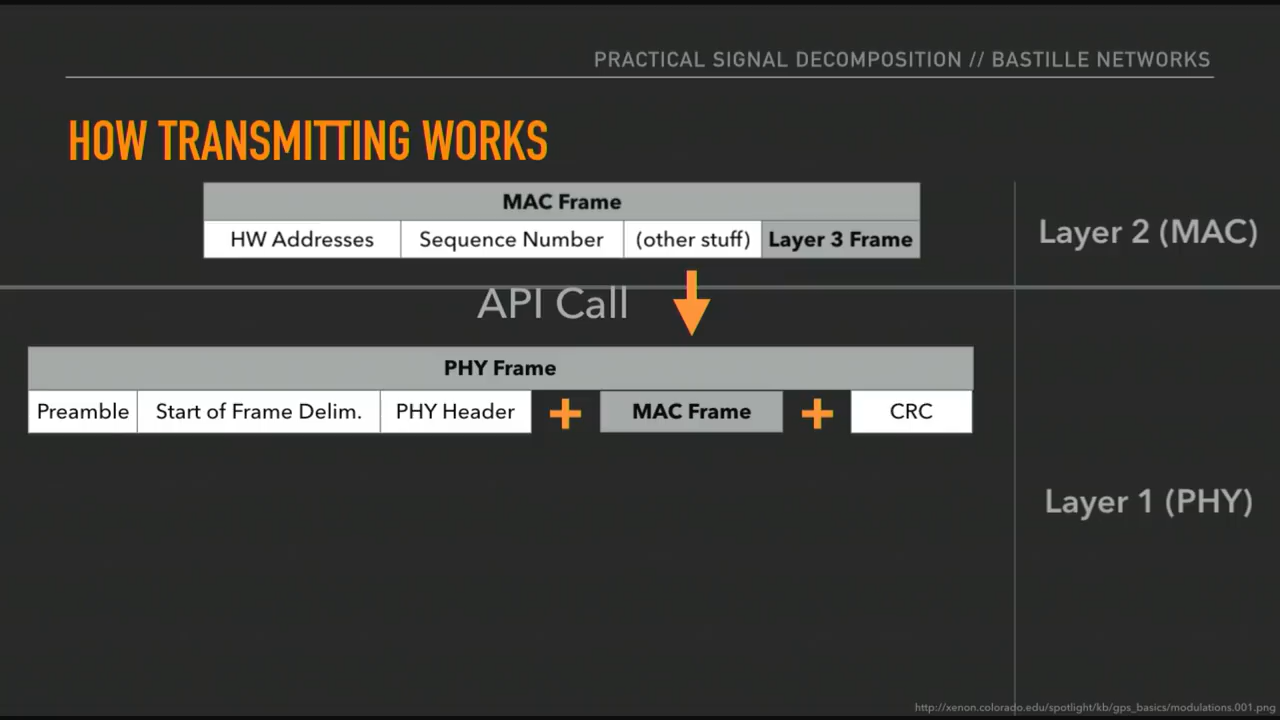 PRACTICAL SIGNAL DECOMPOSITION // BASTILLE NETWORKS
HOW TRANSMITTING WORKS
MAC Frame
HW Addresses Sequence Number (other stuff) Layer 3 Frame
Layer 2 (MAC)
API Call
PHY Frame
Preamble Start of Frame Delim. PHY Header + MAC Frame + CRC
Layer 1 (PHY)
http://xenon.colorado.edu/spotlight/kb/gps_basics/modulations.001.png